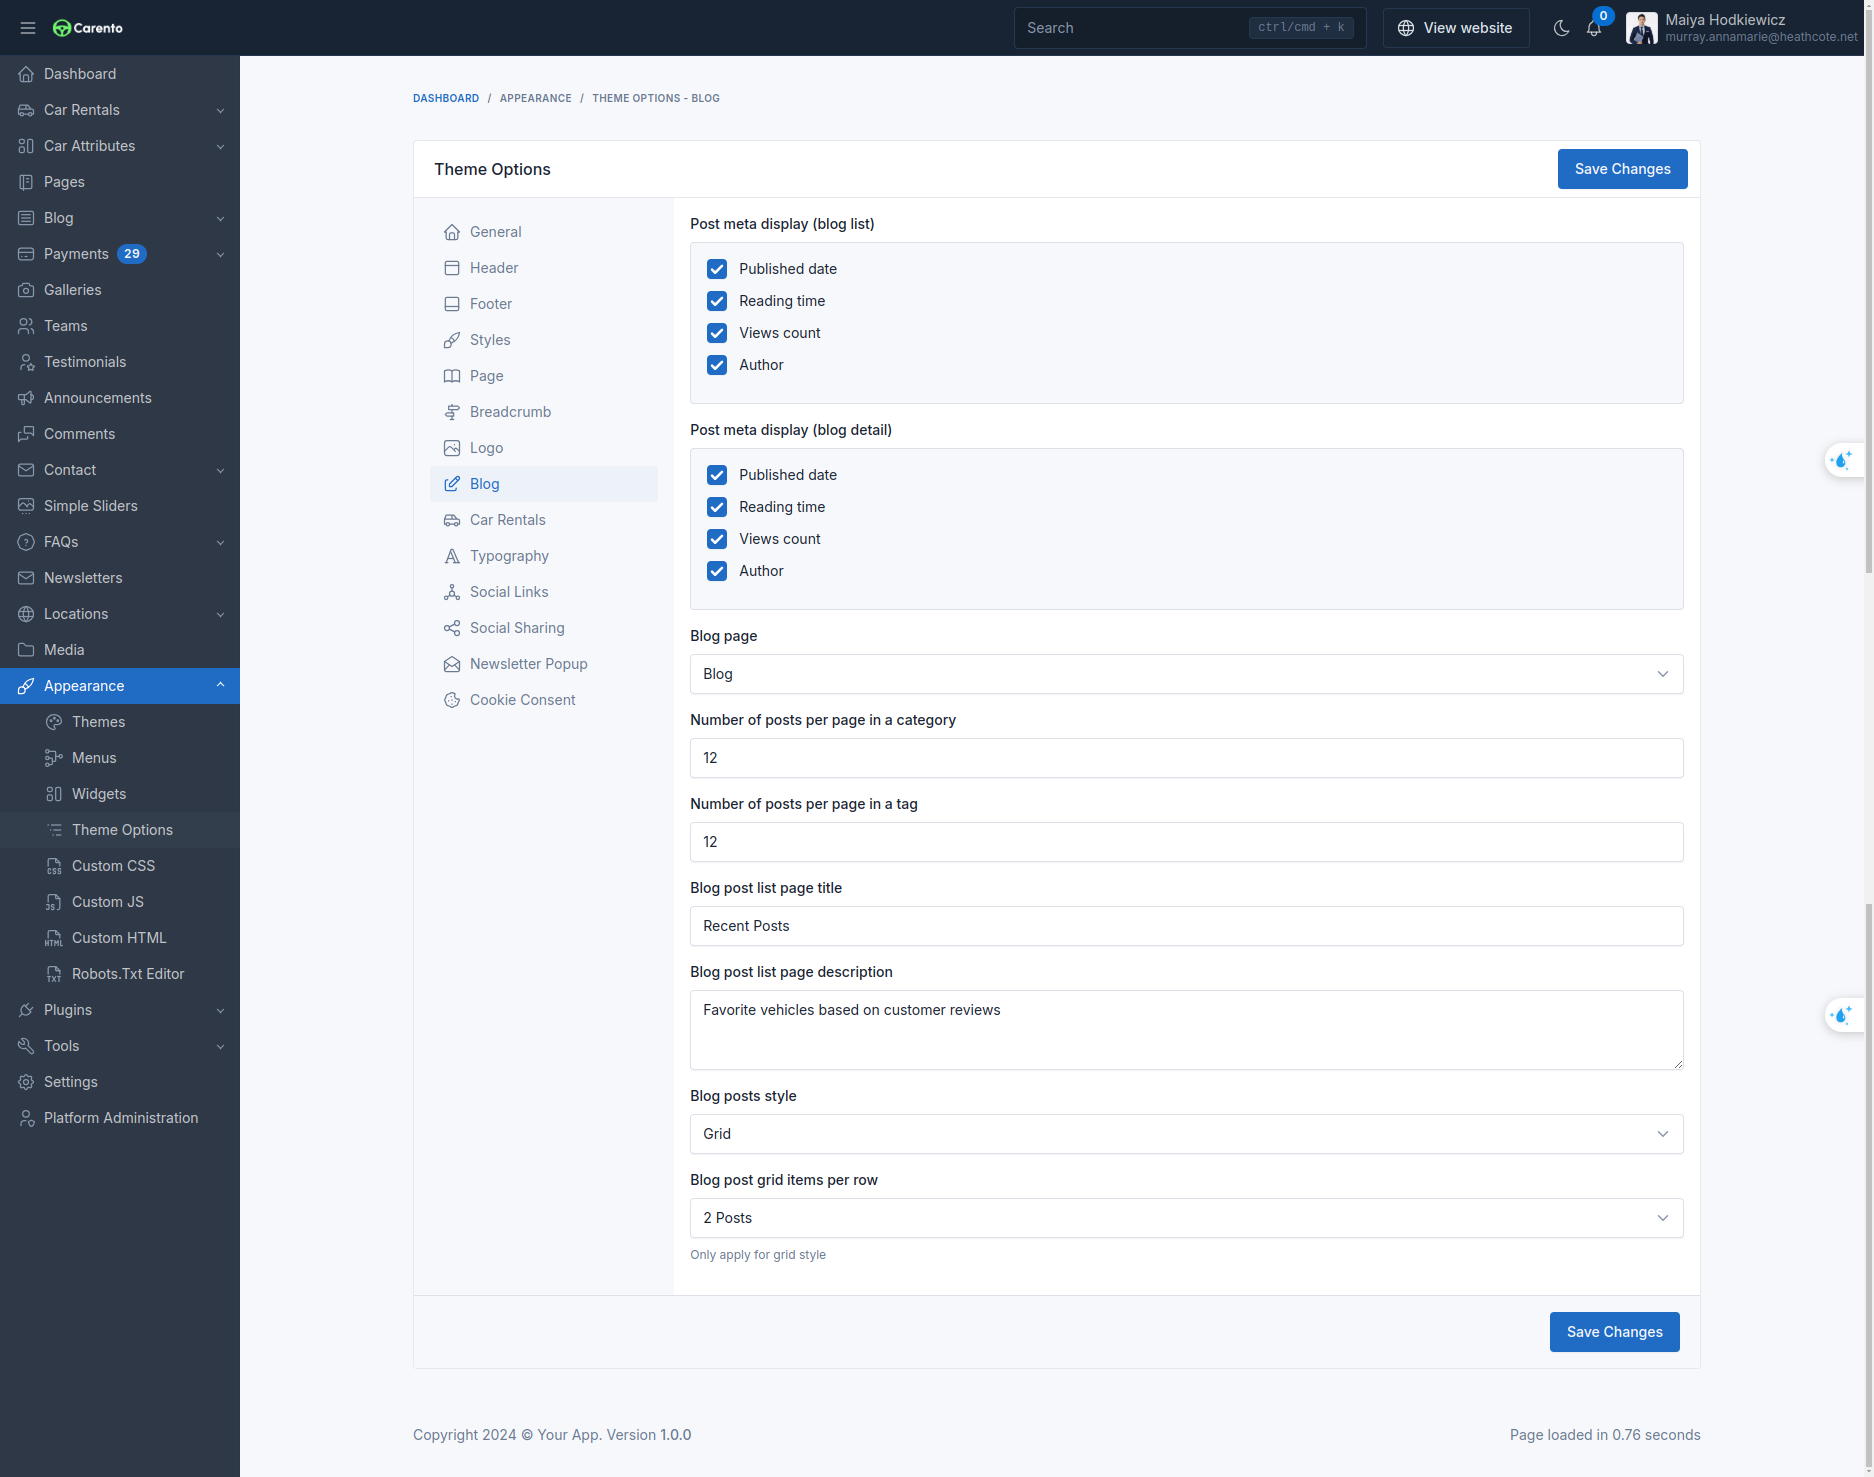 Carento
Search
ctrl/cmd + k
View website
0
Maiya Hodkiewicz
murray.annamarie@heathcote.net
Dashboard
Car Rentals
Car Attributes
Pages
Blog
Payments 29
Galleries
Teams
Testimonials
Announcements
Comments
Contact
Simple Sliders
FAQs
Newsletters
Locations
Media
Appearance
Themes
Menus
Widgets
Theme Options
Custom CSS
Custom JS
Custom HTML
Robots.Txt Editor
Plugins
Tools
Settings
Platform Administration
DASHBOARD / APPEARANCE / THEME OPTIONS - BLOG
Theme Options
Save Changes
General
Header
Footer
Styles
Page
Breadcrumb
Logo
Blog
Car Rentals
Typography
Social Links
Social Sharing
Newsletter Popup
Cookie Consent
Post meta display (blog list)
Published date
Reading time
Views count
Author
Post meta display (blog detail)
Published date
Reading time
Views count
Author
Blog page
Blog
Number of posts per page in a category
12
Number of posts per page in a tag
12
Blog post list page title
Recent Posts
Blog post list page description
Favorite vehicles based on customer reviews
Blog posts style
Grid
Blog post grid items per row
2 Posts
Only apply for grid style
Save Changes
Copyright 2024 © Your App. Version 1.0.0
Page loaded in 0.76 seconds